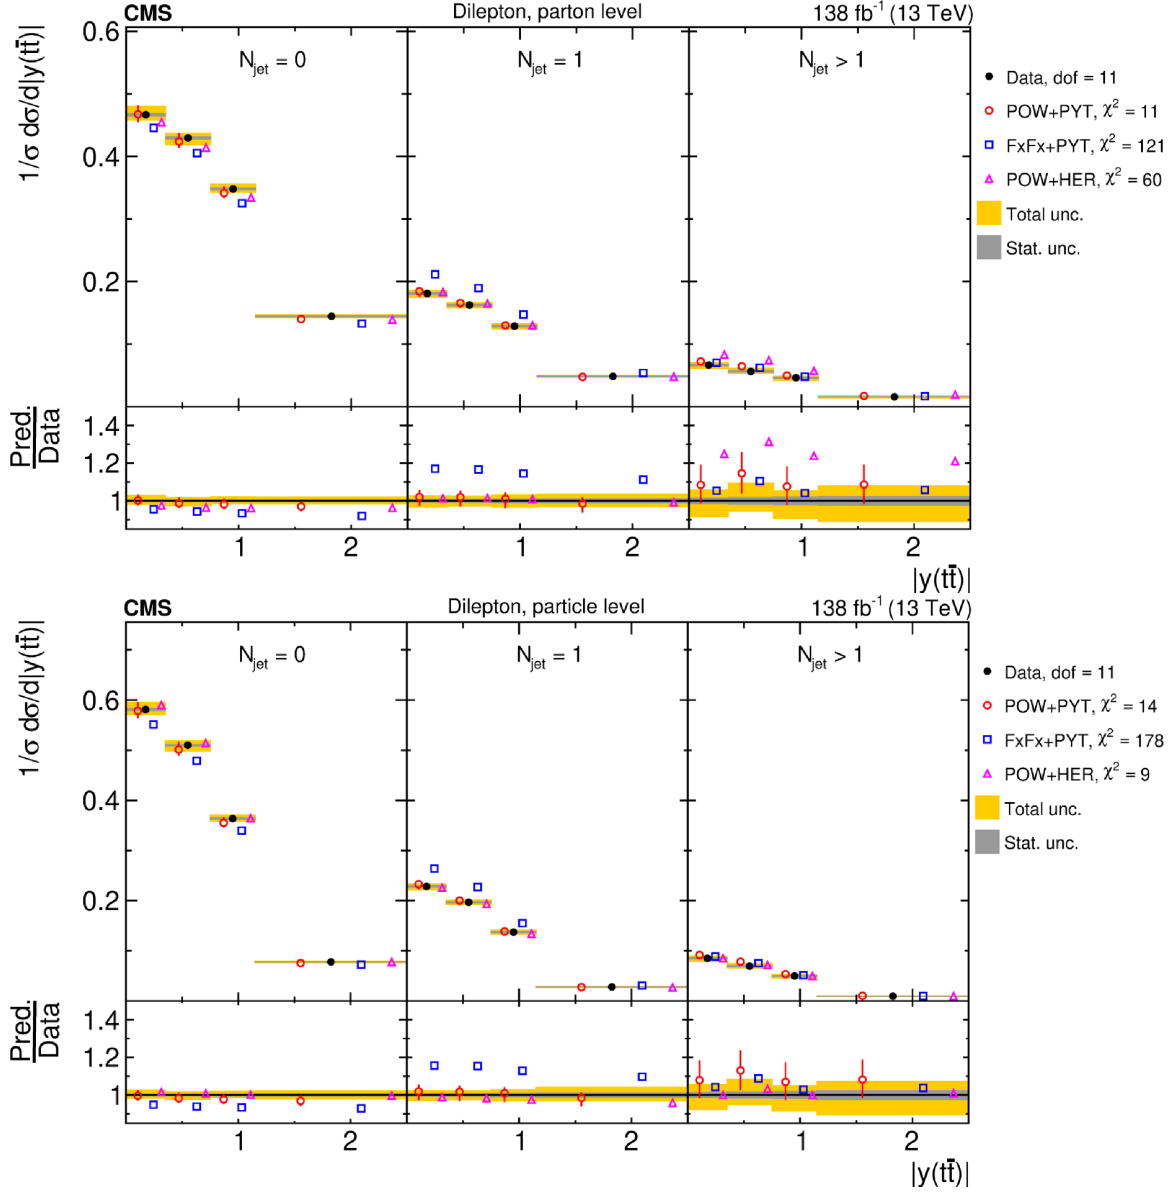 CMS Dilepton, parton level 138 fb⁻¹ (13 TeV)
1/σ dσ/d|y(tt̄)|
0.6
0.4
0.2
N_jet = 0
N_jet = 1
N_jet > 1
Data, dof = 11
POW+PYT, χ² = 11
FxFx+PYT, χ² = 121
POW+HER, χ² = 60
Total unc.
Stat. unc.
Pred.
Data
1.4
1.2
1
1 2 1 2 1 2
|y(tt̄)|
CMS Dilepton, particle level 138 fb⁻¹ (13 TeV)
1/σ dσ/d|y(tt̄)|
0.6
0.4
0.2
N_jet = 0
N_jet = 1
N_jet > 1
Data, dof = 11
POW+PYT, χ² = 14
FxFx+PYT, χ² = 178
POW+HER, χ² = 9
Total unc.
Stat. unc.
Pred.
Data
1.4
1.2
1
1 2 1 2 1 2
|y(tt̄)|